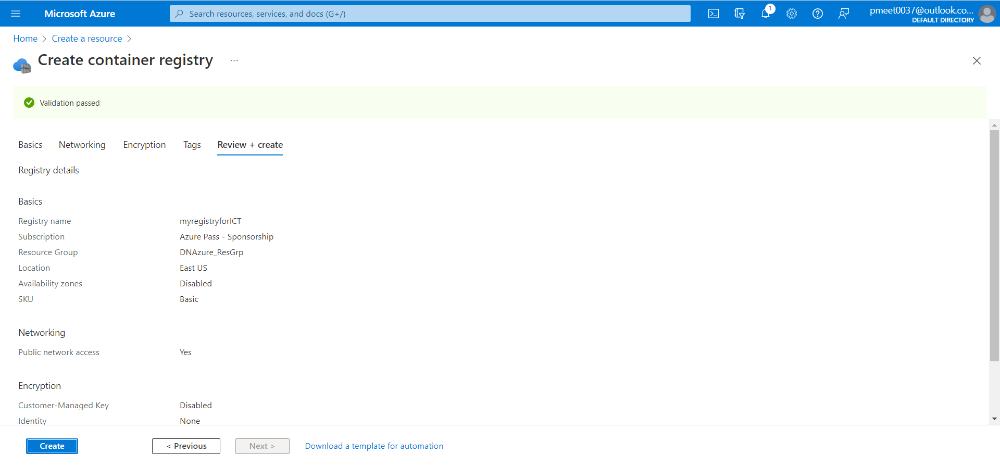 Microsoft Azure
Search resources, services, and docs (G+/)
1
pmeet0037@outlook.co...
DEFAULT DIRECTORY
Home > Create a resource >
Create container registry ...
Validation passed
Basics Networking Encryption Tags Review + create
Registry details
Basics
Registry name myregistryforICT
Subscription Azure Pass - Sponsorship
Resource Group DNAzure_ResGrp
Location East US
Availability zones Disabled
SKU Basic
Networking
Public network access Yes
Encryption
Customer-Managed Key Disabled
Identity None
Create < Previous Next > Download a template for automation